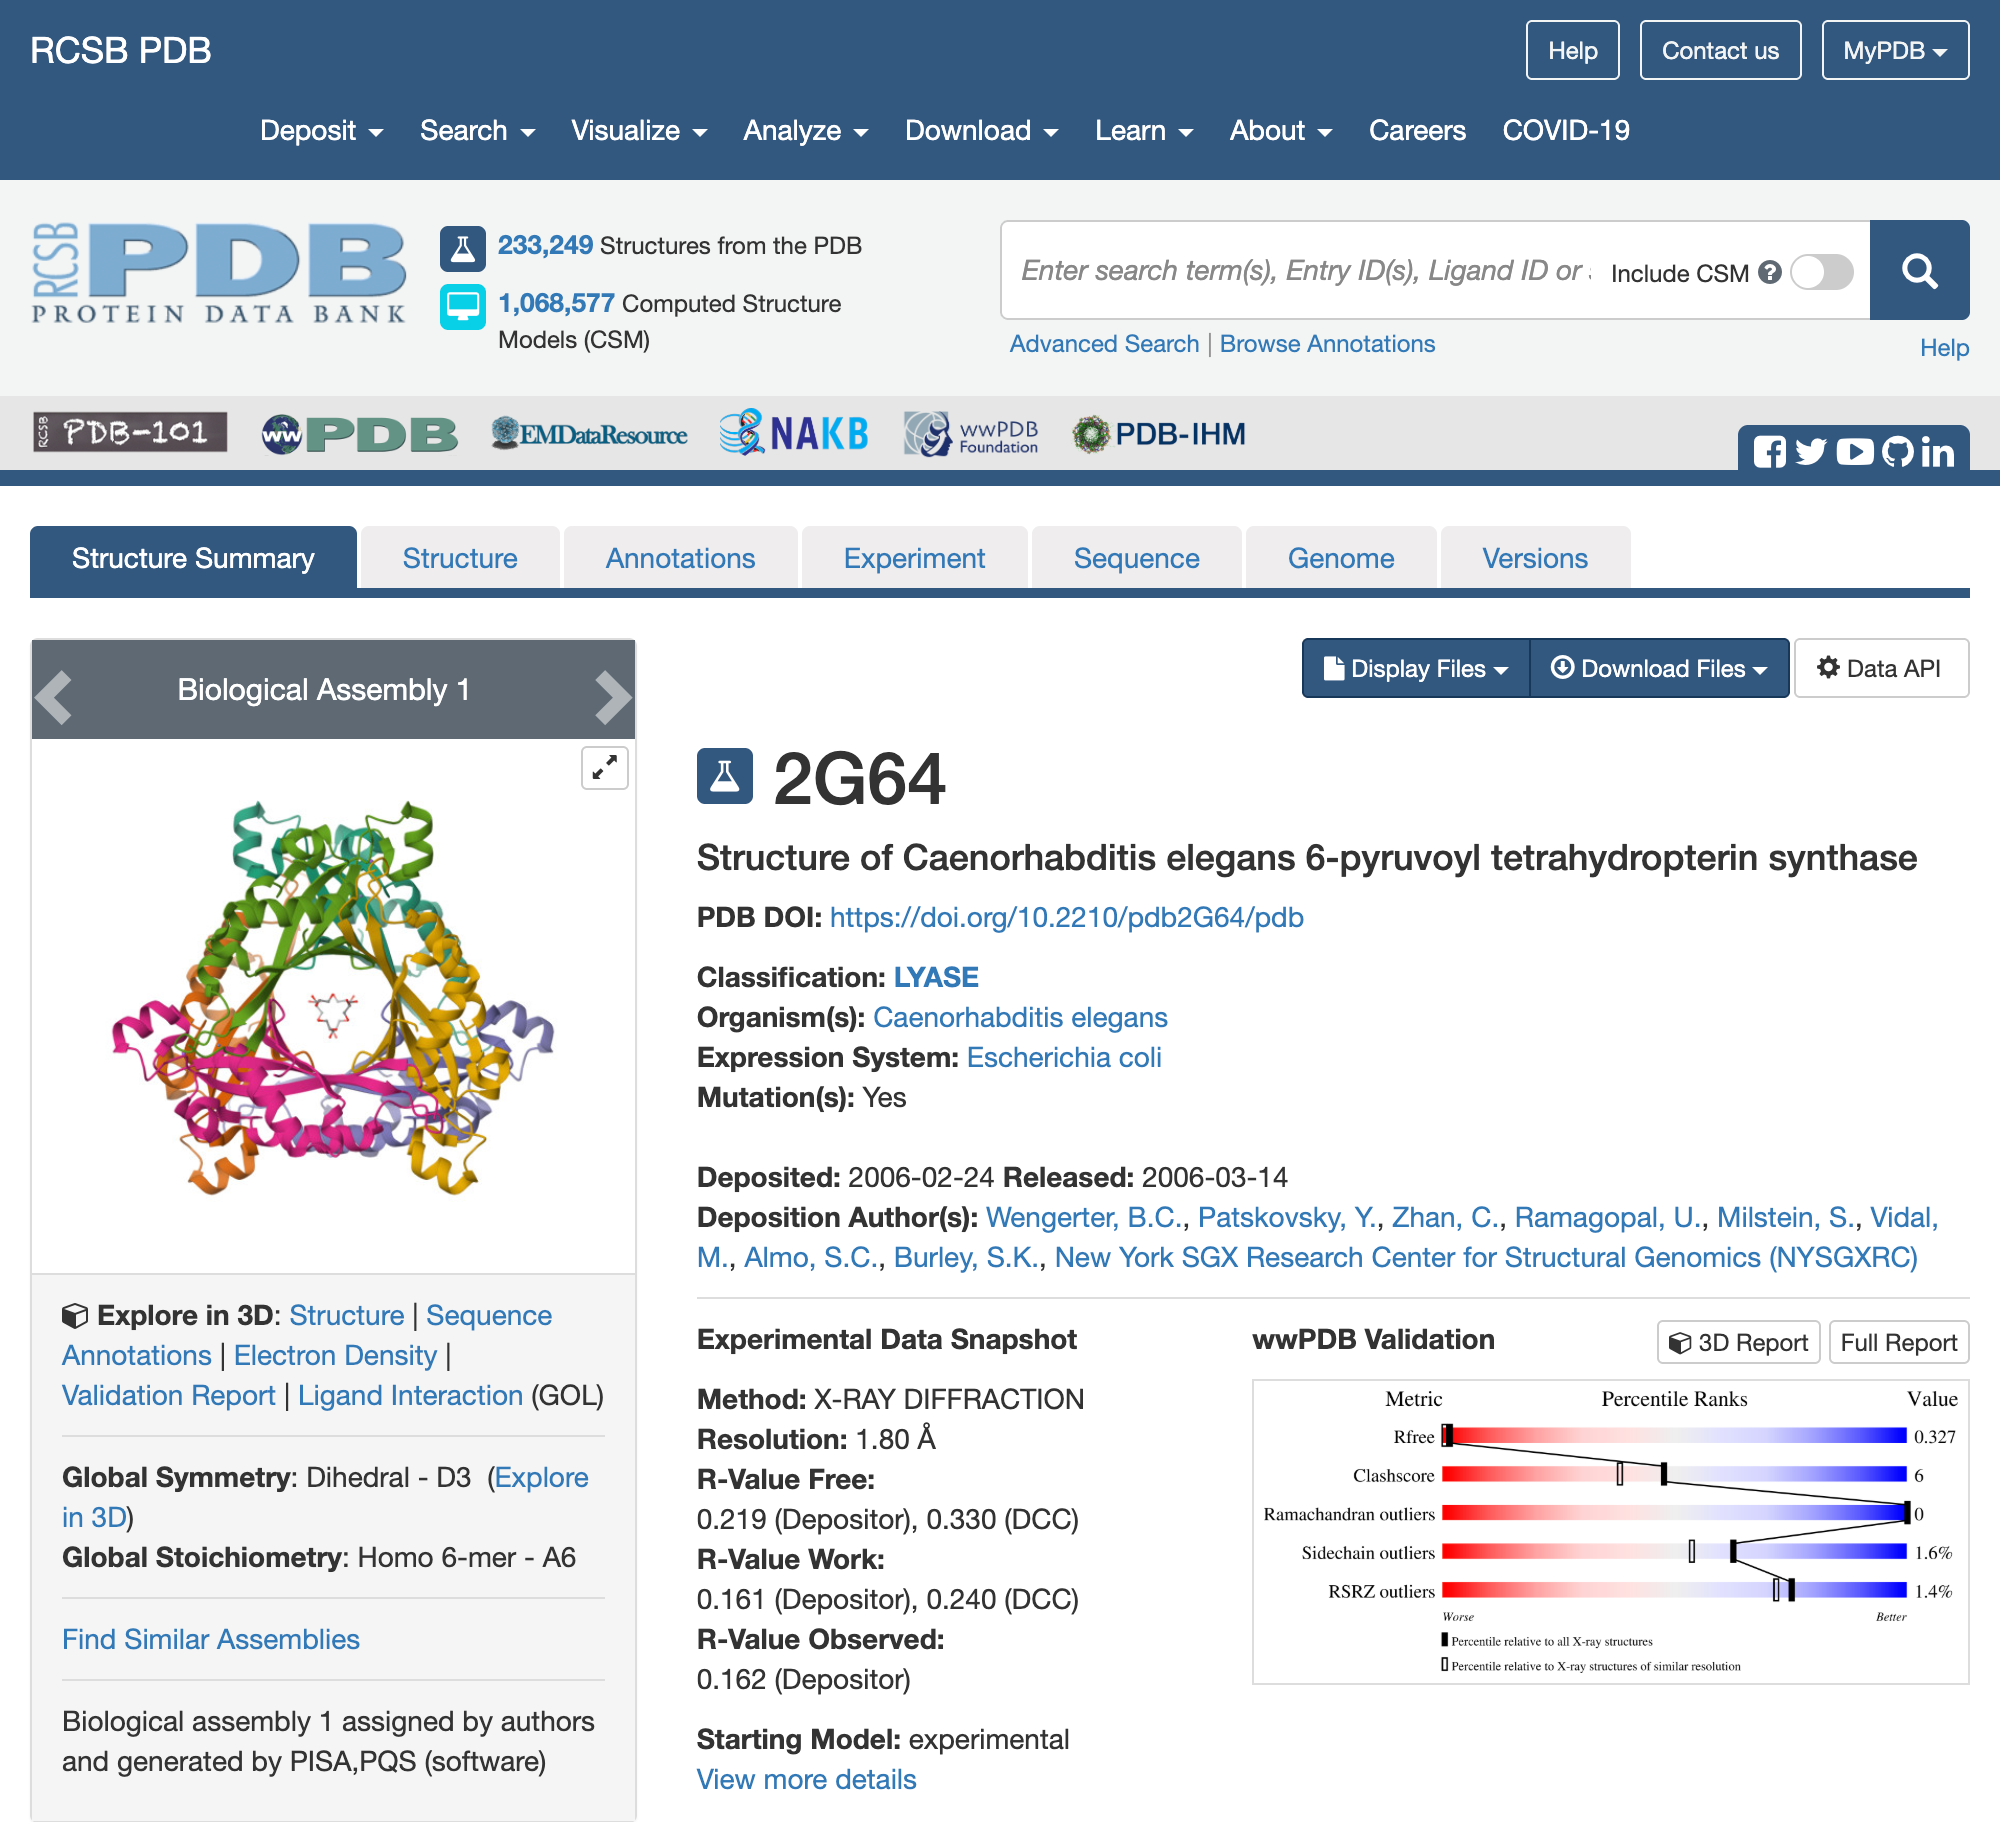 RCSB PDB
Help
Contact us
MyPDB
Deposit
Search
Visualize
Analyze
Download
Learn
About
Careers
COVID-19
RCSB PDB
PROTEIN DATA BANK
233,249 Structures from the PDB
1,068,577 Computed Structure
Models (CSM)
Enter search term(s), Entry ID(s), Ligand ID or
Include CSM ?
Advanced Search | Browse Annotations
Help
RCSB PDB-101
wwPDB
EMDataResource
NAKB
wwPDB
Foundation
PDB-IHM
Structure Summary
Structure
Annotations
Experiment
Sequence
Genome
Versions
Biological Assembly 1
Explore in 3D: Structure | Sequence
Annotations | Electron Density |
Validation Report | Ligand Interaction (GOL)
Global Symmetry: Dihedral - D3 (Explore
in 3D)
Global Stoichiometry: Homo 6-mer - A6
Find Similar Assemblies
Biological assembly 1 assigned by authors
and generated by PISA,PQS (software)
Display Files
Download Files
Data API
2G64
Structure of Caenorhabditis elegans 6-pyruvoyl tetrahydropterin synthase
PDB DOI: https://doi.org/10.2210/pdb2G64/pdb
Classification: LYASE
Organism(s): Caenorhabditis elegans
Expression System: Escherichia coli
Mutation(s): Yes
Deposited: 2006-02-24 Released: 2006-03-14
Deposition Author(s): Wengerter, B.C., Patskovsky, Y., Zhan, C., Ramagopal, U., Milstein, S., Vidal,
M., Almo, S.C., Burley, S.K., New York SGX Research Center for Structural Genomics (NYSGXRC)
Experimental Data Snapshot
Method: X-RAY DIFFRACTION
Resolution: 1.80 Å
R-Value Free:
0.219 (Depositor), 0.330 (DCC)
R-Value Work:
0.161 (Depositor), 0.240 (DCC)
R-Value Observed:
0.162 (Depositor)
Starting Model: experimental
View more details
wwPDB Validation
3D Report
Full Report
Metric Percentile Ranks Value
Rfree 0.327
Clashscore 6
Ramachandran outliers 0
Sidechain outliers 1.6%
RSRZ outliers 1.4%
Worse Better
Percentile relative to all X-ray structures
Percentile relative to X-ray structures of similar resolution